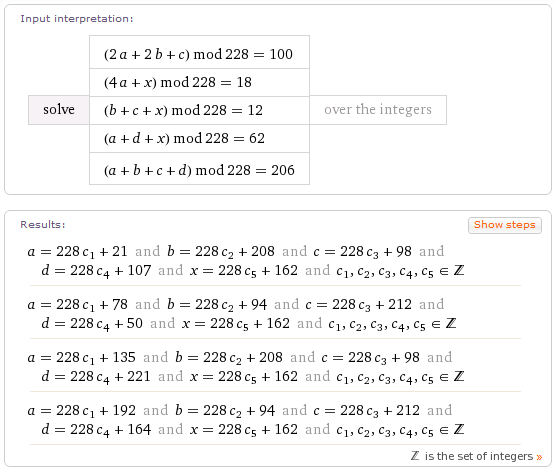 Input interpretation:
(2 a + 2 b + c) mod 228 = 100
(4 a + x) mod 228 = 18
solve (b + c + x) mod 228 = 12 over the integers
(a + d + x) mod 228 = 62
(a + b + c + d) mod 228 = 206
Results: Show steps
a = 228 c₁ + 21 and b = 228 c₂ + 208 and c = 228 c₃ + 98 and
d = 228 c₄ + 107 and x = 228 c₅ + 162 and c₁, c₂, c₃, c₄, c₅ ∈ ℤ
a = 228 c₁ + 78 and b = 228 c₂ + 94 and c = 228 c₃ + 212 and
d = 228 c₄ + 50 and x = 228 c₅ + 162 and c₁, c₂, c₃, c₄, c₅ ∈ ℤ
a = 228 c₁ + 135 and b = 228 c₂ + 208 and c = 228 c₃ + 98 and
d = 228 c₄ + 221 and x = 228 c₅ + 162 and c₁, c₂, c₃, c₄, c₅ ∈ ℤ
a = 228 c₁ + 192 and b = 228 c₂ + 94 and c = 228 c₃ + 212 and
d = 228 c₄ + 164 and x = 228 c₅ + 162 and c₁, c₂, c₃, c₄, c₅ ∈ ℤ
ℤ is the set of integers »